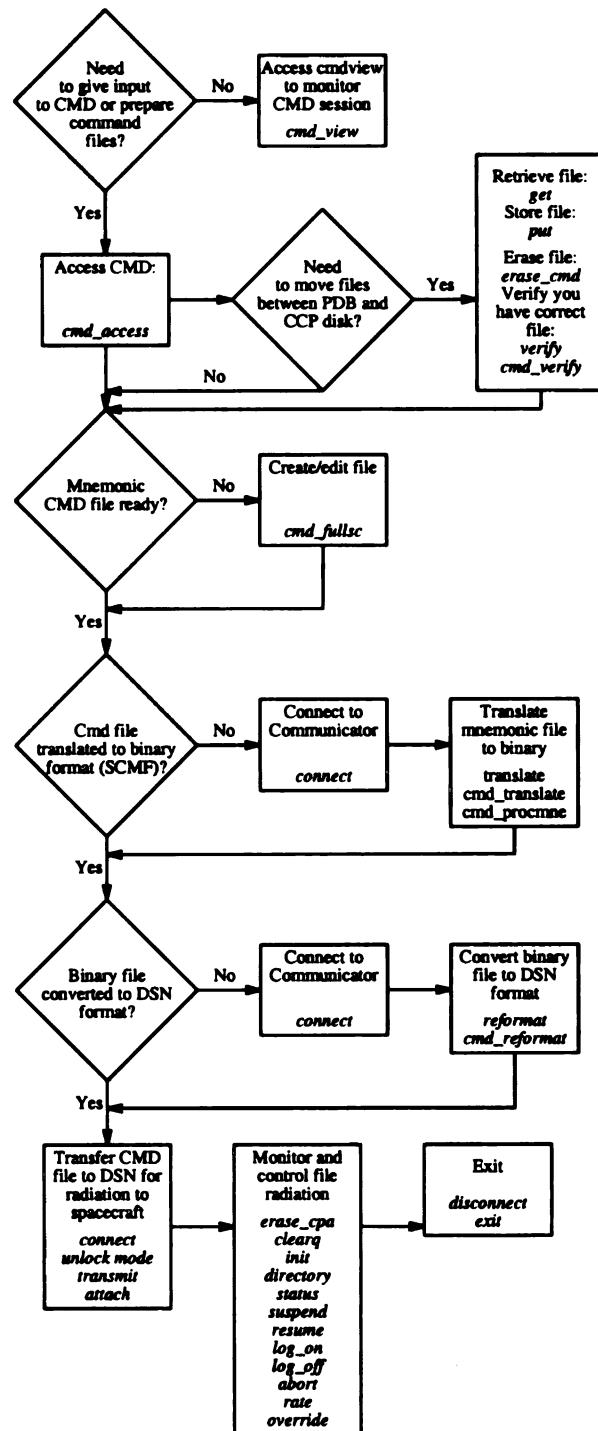 Need
to give input
to CMD or prepare
command
files?
No
Access cmdview
to monitor
CMD session
cmd_view
Yes
Access CMD:
cmd_access
Need
to move files
between PDB and
CCP disk?
Yes
Retrieve file:
get
Store file:
put
Erase file:
erase_cmd
Verify you
have correct
file:
verify
cmd_verify
No
Mnemonic
CMD file ready?
No
Create/edit file
cmd_fullsc
Yes
Cmd file
translated to binary
format (SCMF)?
No
Connect to
Communicator
connect
Translate
mnemonic file
to binary
translate
cmd_translate
cmd_procmne
Yes
Binary file
converted to DSN
format?
No
Connect to
Communicator
connect
Convert binary
file to DSN
format
reformat
cmd_reformat
Yes
Transfer CMD
file to DSN for
radiation to
spacecraft
connect
unlock mode
transmit
attach
Monitor and
control file
radiation
erase_cpa
clearq
init
directory
status
suspend
resume
log_on
log_off
abort
rate
override
Exit
disconnect
exit